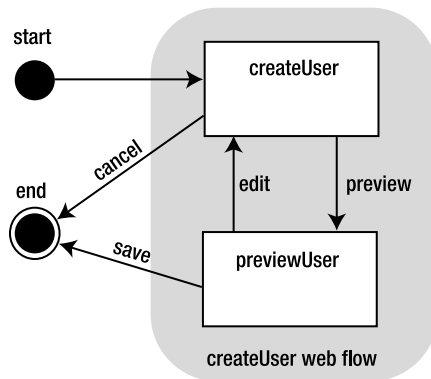 start
createUser
cancel
end
edit
preview
save
previewUser
createUser web flow